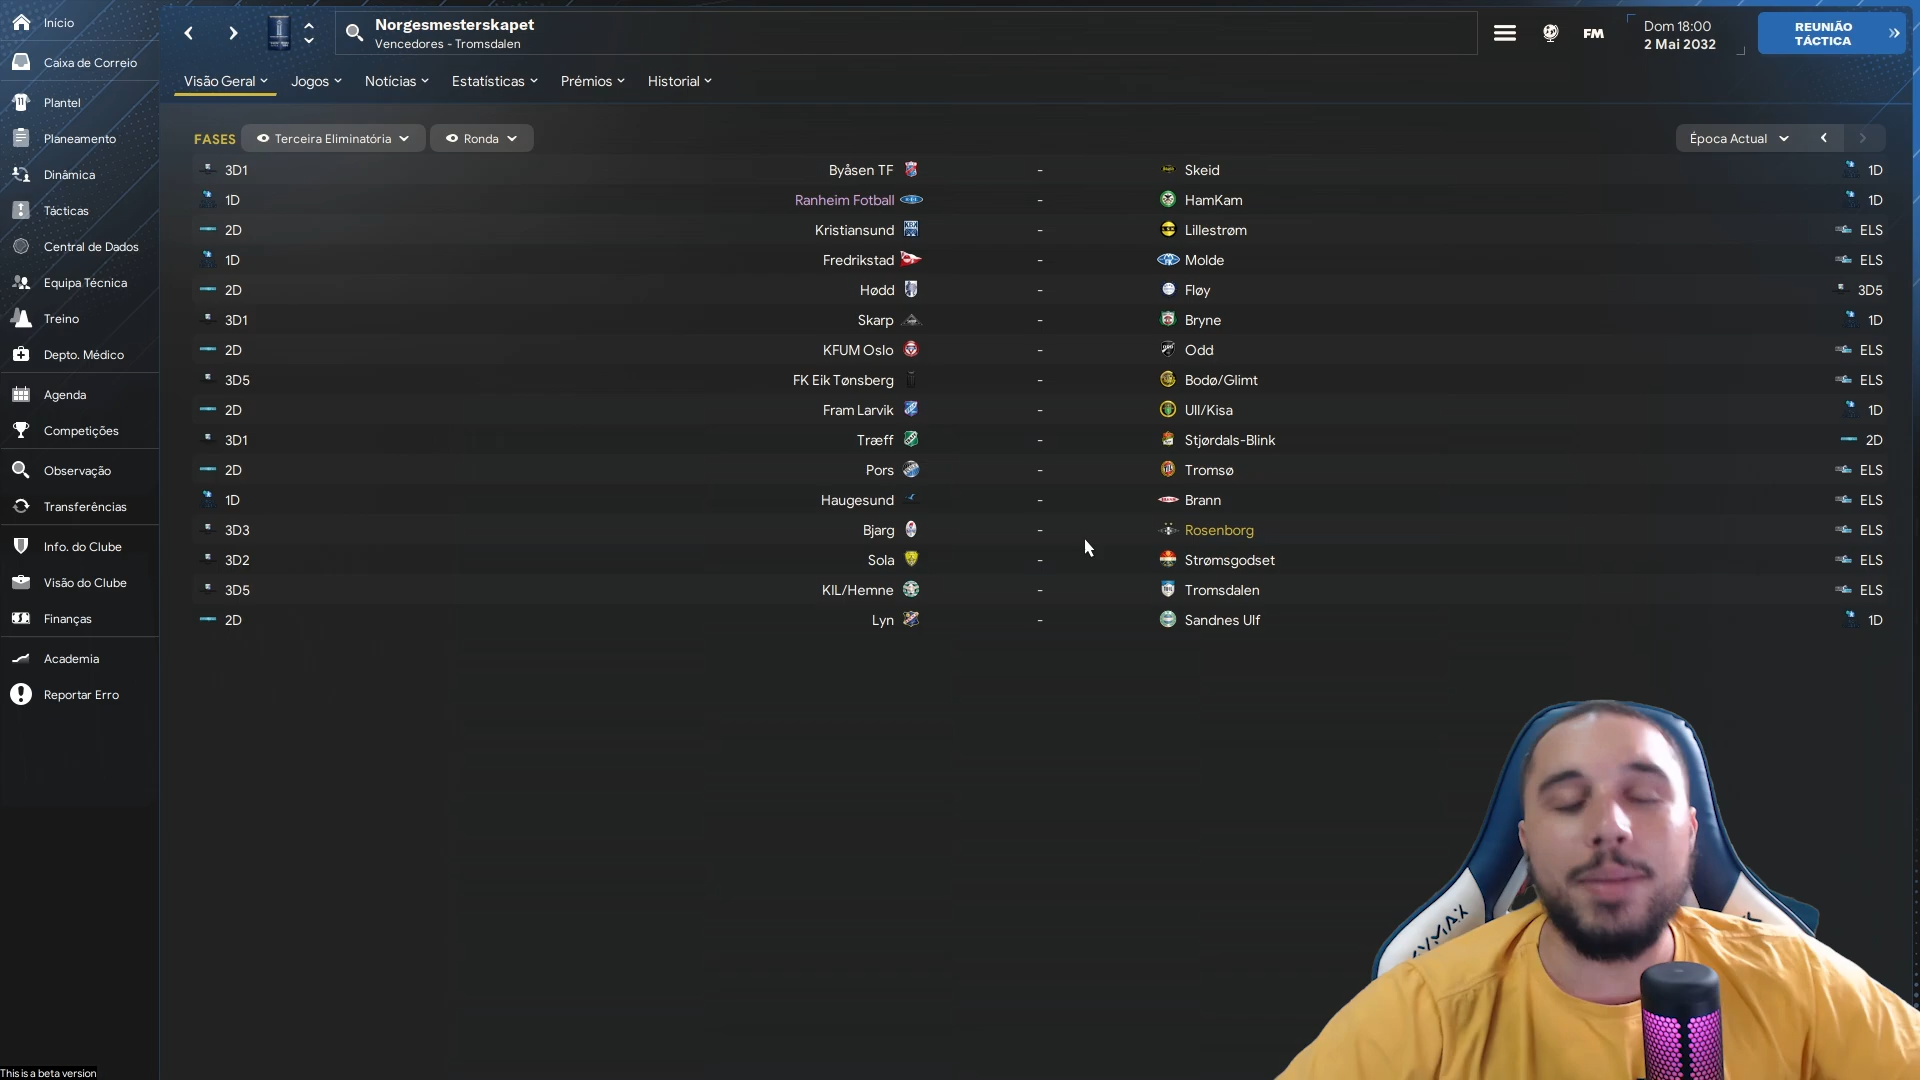 Início
Caixa de Correio
Plantel
Planeamento
Dinâmica
Tácticas
Central de Dados
Equipa Técnica
Treino
Depto. Médico
Agenda
Competições
Observação
Transferências
Info. do Clube
Visão do Clube
Finanças
Academia
Reportar Erro
This is a beta version
Norgesmesterskapet
Vencedores - Tromsdalen
FM
Dom 18:00
2 Mai 2032
REUNIÃO
TÁCTICA
Visão Geral Jogos Notícias Estatísticas Prémios Historial
FASES Terceira Eliminatória Ronda Época Actual
3D1 Byåsen TF - Skeid 1D
1D Ranheim Fotball - HamKam 1D
2D Kristiansund - Lillestrøm ELS
1D Fredrikstad - Molde ELS
2D Hødd - Fløy 3D5
3D1 Skarp - Bryne 1D
2D KFUM Oslo - Odd ELS
3D5 FK Eik Tønsberg - Bodø/Glimt ELS
2D Fram Larvik - Ull/Kisa 1D
3D1 Træff - Stjørdals-Blink 2D
2D Pors - Tromsø ELS
1D Haugesund - Brann ELS
3D3 Bjarg - Rosenborg ELS
3D2 Sola - Strømsgodset ELS
3D5 KIL/Hemne - Tromsdalen ELS
2D Lyn - Sandnes Ulf 1D